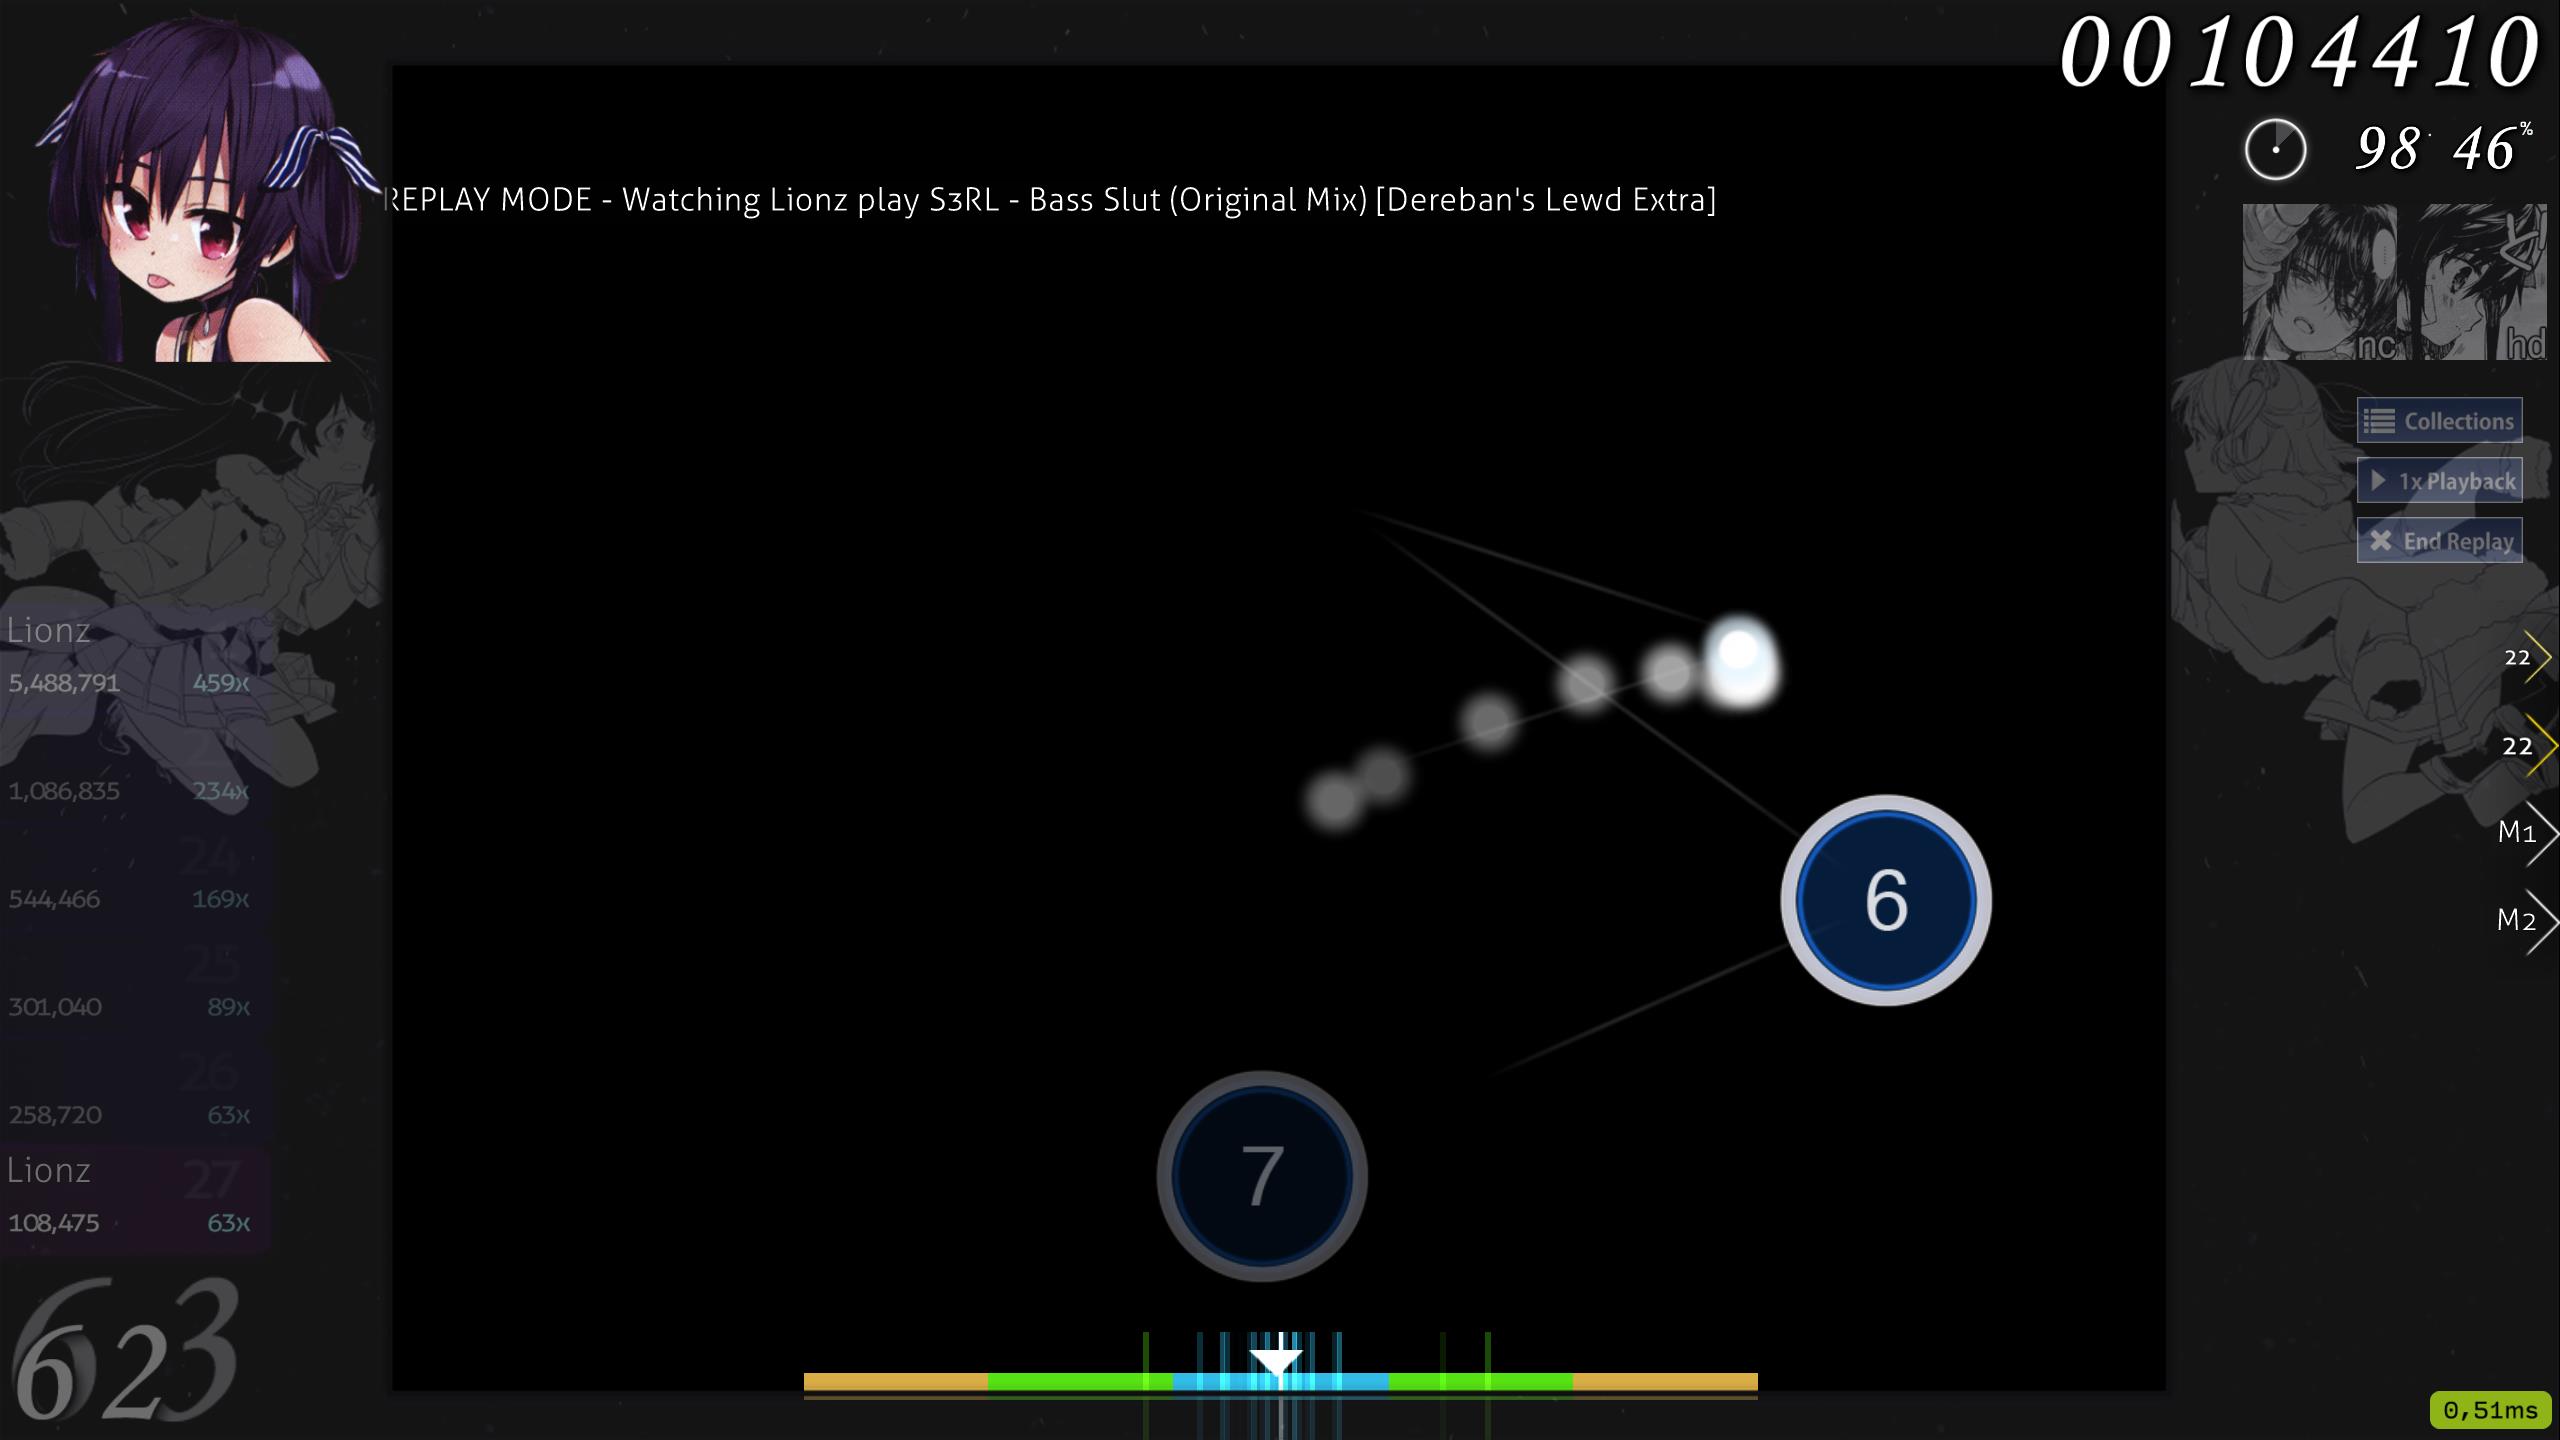 00104410
98.46%
REPLAY MODE - Watching Lionz play S3RL - Bass Slut (Original Mix) [Dereban's Lewd Extra]
nc hd
Collections
1x Playback
End Replay
Lionz
5,488,791 459x
2
1,086,835 234x
24
544,466 169x
25
301,040 89x
26
258,720 63x
Lionz 27
108,475 63x
22
22
M1
M2
6
7
0,51ms